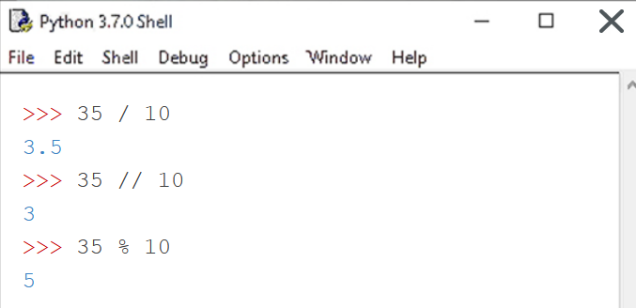 Python 3.7.0 Shell
File Edit Shell Debug Options Window Help
>>> 35 / 10
3.5
>>> 35 // 10
3
>>> 35 % 10
5